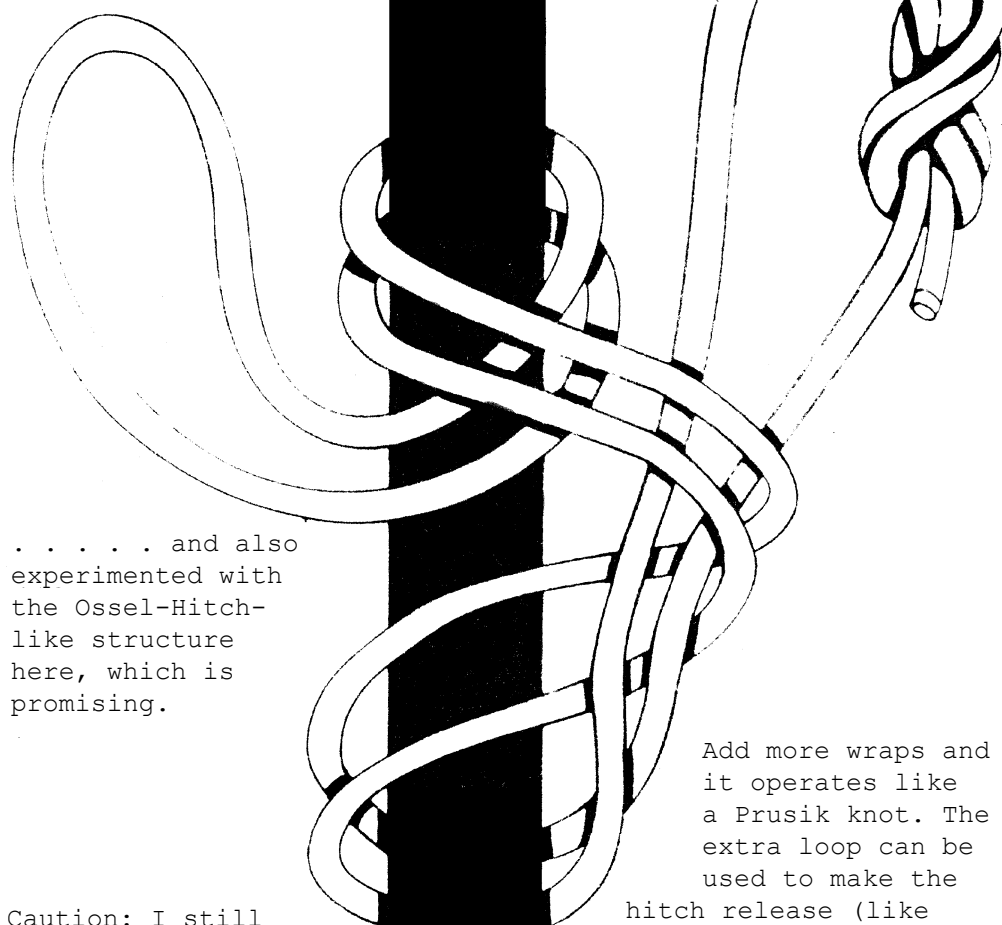 . . . . . and also
experimented with
the Ossel-Hitch-
like structure
here, which is
promising.
Add more wraps and
it operates like
a Prusik knot. The
extra loop can be
used to make the
hitch release (like
Caution: I still